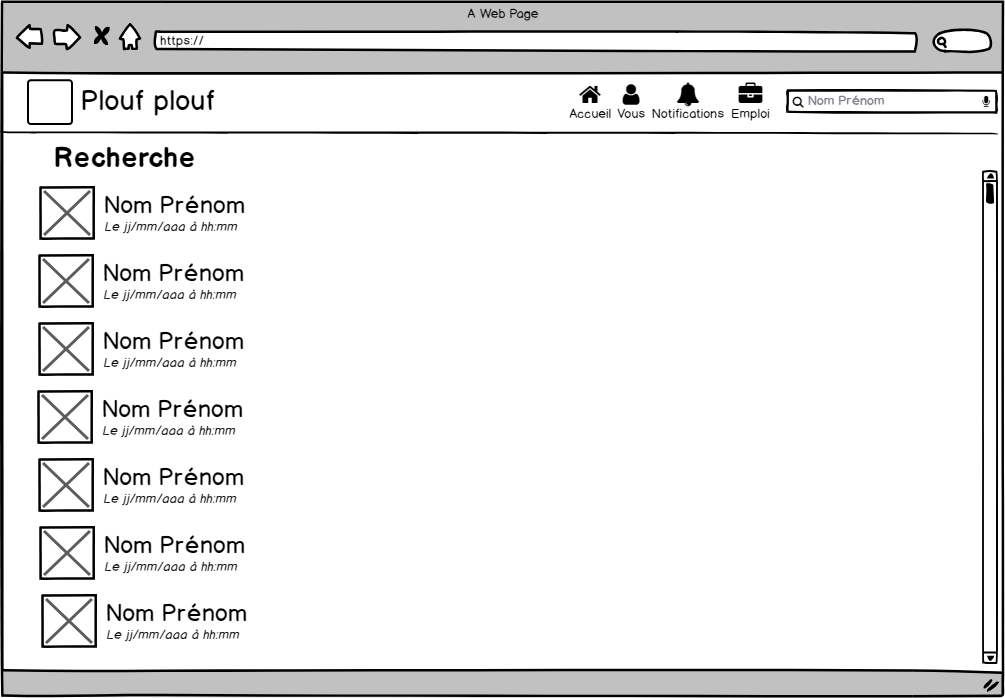 A Web Page
https://
Plouf plouf
Accueil Vous Notifications Emploi
Nom Prénom
Recherche
Nom Prénom
Le jj/mm/aaa à hh:mm
Nom Prénom
Le jj/mm/aaa à hh:mm
Nom Prénom
Le jj/mm/aaa à hh:mm
Nom Prénom
Le jj/mm/aaa à hh:mm
Nom Prénom
Le jj/mm/aaa à hh:mm
Nom Prénom
Le jj/mm/aaa à hh:mm
Nom Prénom
Le jj/mm/aaa à hh:mm